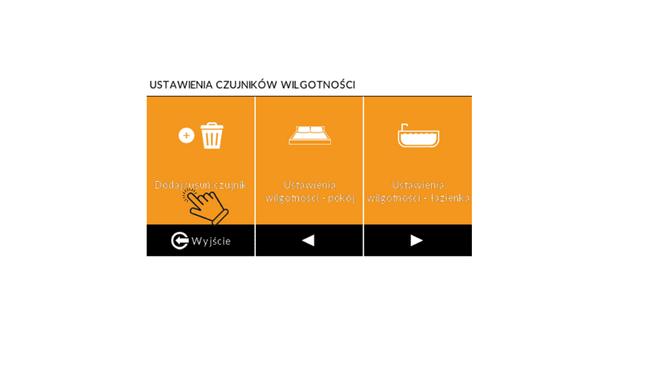 USTAWIENIA CZUJNIKÓW WILGOTNOŚCI
Dodaj/usuń czujnik
Ustawienia
wilgotności - pokój
Ustawienia
wilgotności - łazienka
Wyjście